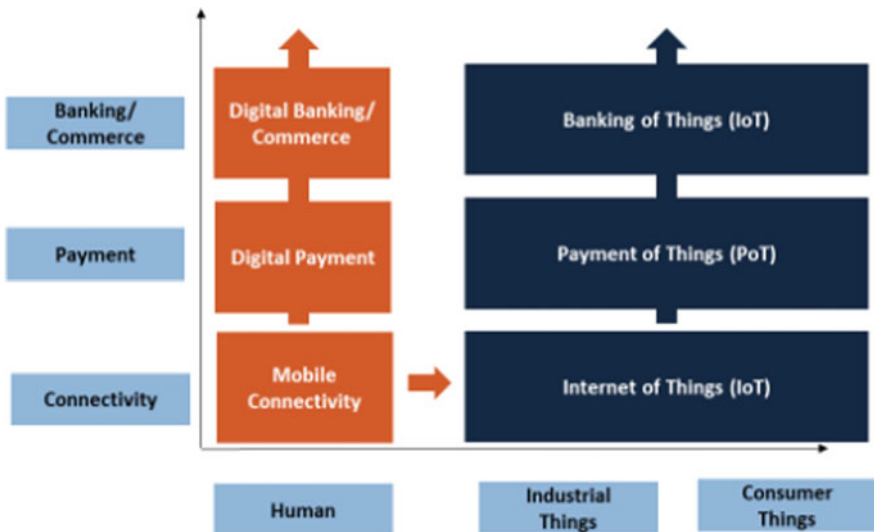 Banking/
Commerce
Digital Banking/
Commerce
Banking of Things (IoT)
Payment
Digital Payment
Payment of Things (PoT)
Connectivity
Mobile
Connectivity
Internet of Things (IoT)
Human
Industrial
Things
Consumer
Things